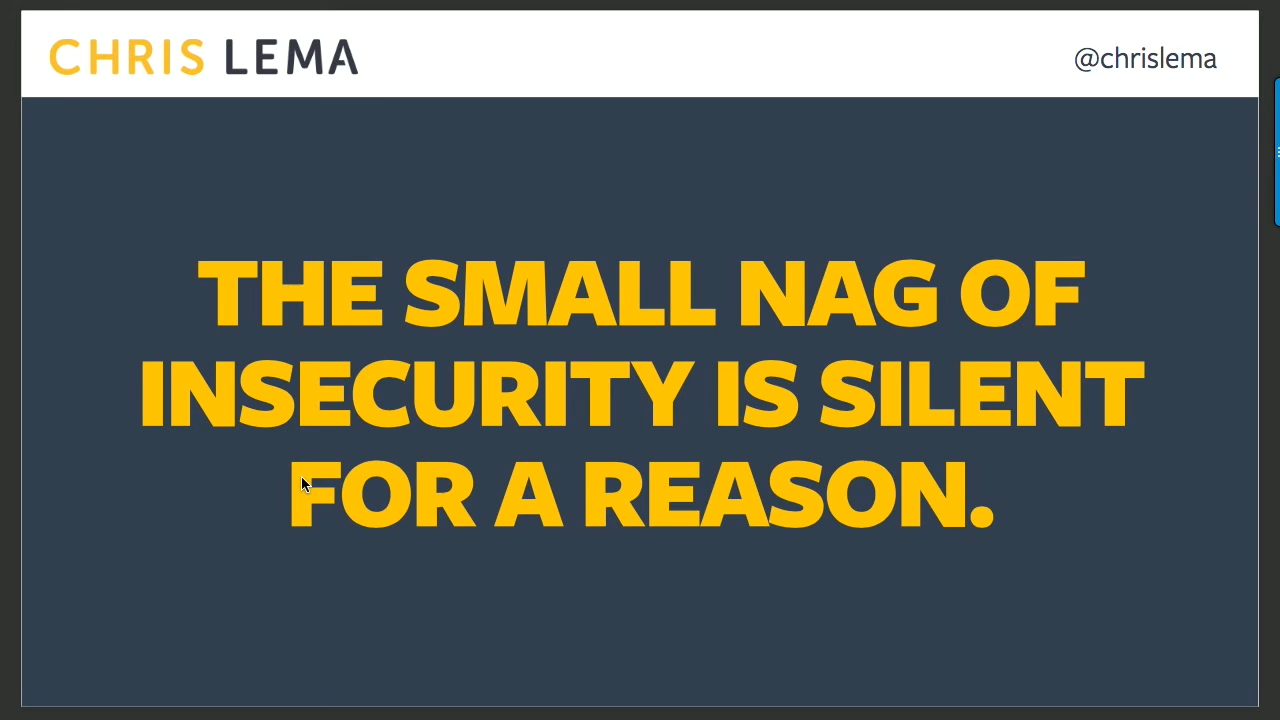 CHRIS LEMA
@chrislema
THE SMALL NAG OF
INSECURITY IS SILENT
FOR A REASON.